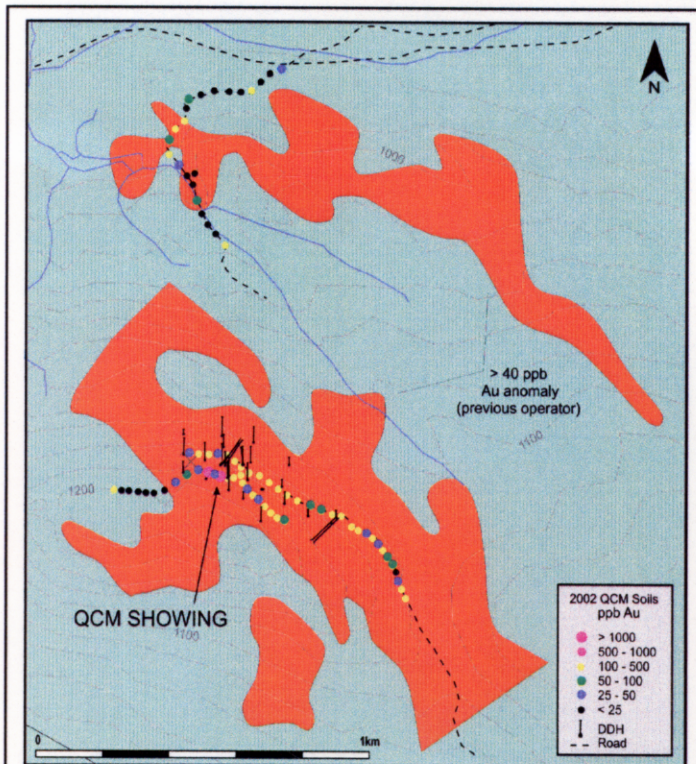 N
1000
> 40 ppb
Au anomaly
(previous operator)
1100
1200
QCM SHOWING
1100
2002 QCM Soils
ppb Au
> 1000
500 - 1000
100 - 500
50 - 100
25 - 50
< 25
DDH
Road
0 1km